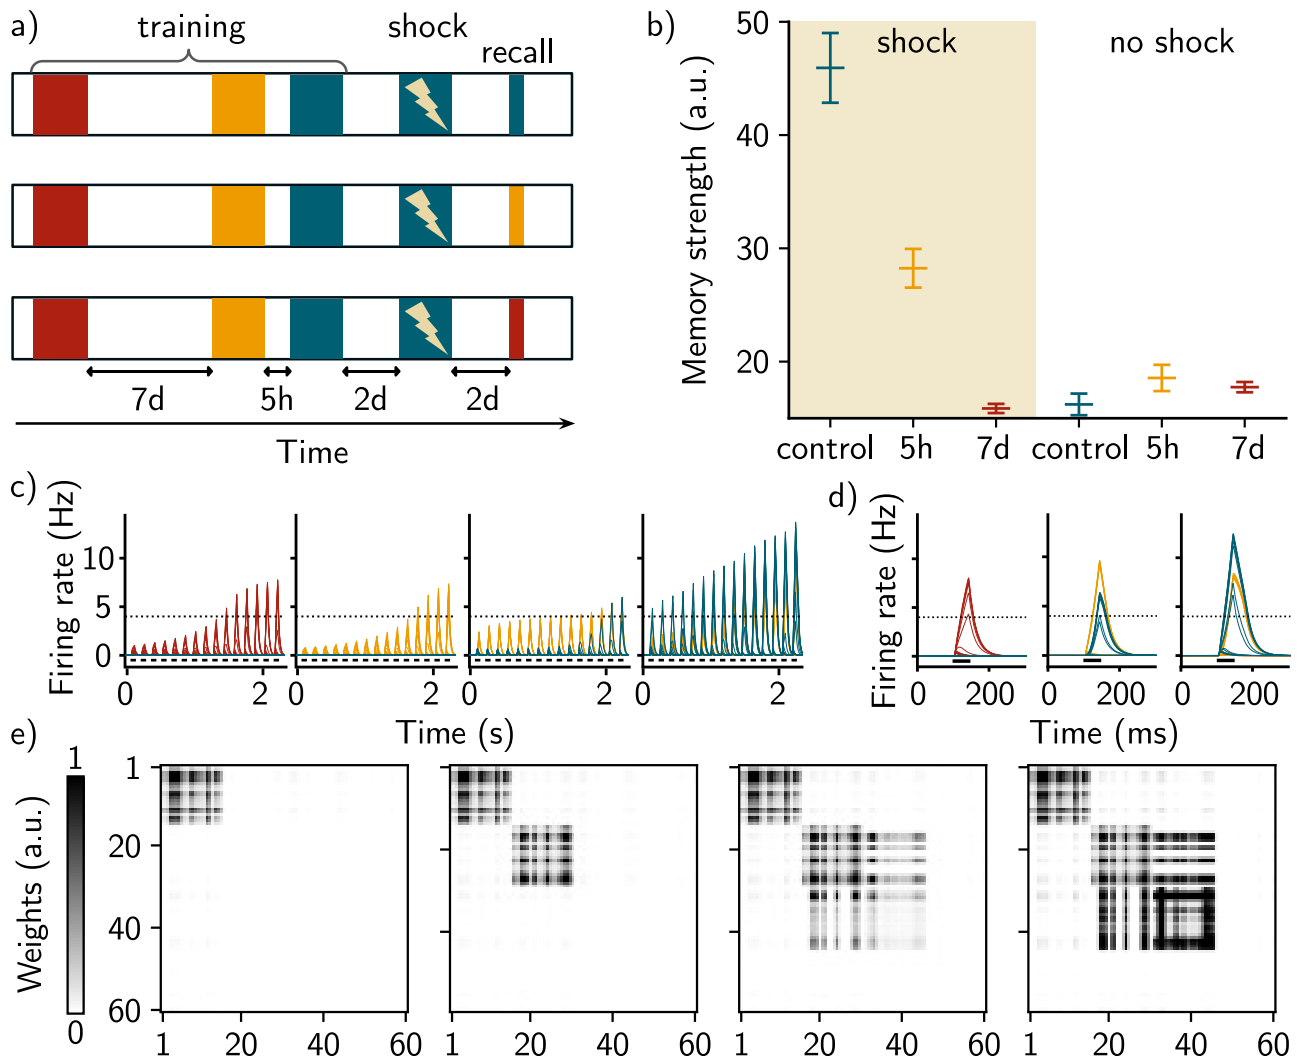 a)
training
shock
recall
7d
5h
2d
2d
Time
b)
Memory strength (a.u.)
50
40
30
20
shock
no shock
control
5h
7d
control
5h
7d
c)
Firing rate (Hz)
10
5
0
0
2
0
2
0
2
0
2
Time (s)
d)
Firing rate (Hz)
0
200
0
200
0
200
Time (ms)
e)
Weights (a.u.)
1
0
1
20
40
60
1
20
40
60
1
20
40
60
1
20
40
60
1
20
40
60